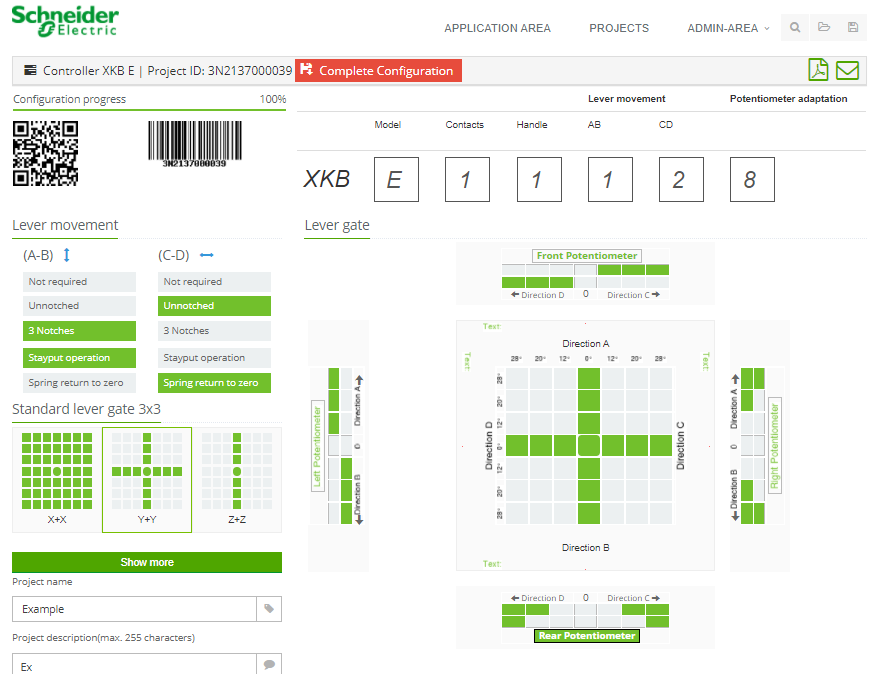 Schneider
Electric
APPLICATION AREA PROJECTS ADMIN-AREA
Controller XKB E | Project ID: 3N2137000039 Complete Configuration
Configuration progress 100%
Lever movement Potentiometer adaptation
Model Contacts Handle AB CD
3N2137000039
XKB E 1 1 1 2 8
Lever movement
Lever gate
(A-B) (C-D)
Not required Not required
Unnotched Unnotched
3 Notches 3 Notches
Stayput operation Stayput operation
Spring return to zero Spring return to zero
Standard lever gate 3x3
X+X Y+Y Z+Z
Show more
Project name
Example
Project description(max. 255 characters)
Ex
Front Potentiometer
Direction D 0 Direction C
Text
Direction A
Text Text
28° 20° 12° 0° 12° 20° 28°
28°
20°
12°
0°
12°
20°
28°
Left Potentiometer
Direction A
0
Direction B
Direction D
Direction C
Direction A
0
Direction B
Right Potentiometer
Direction B
Text
Direction D 0 Direction C
Rear Potentiometer